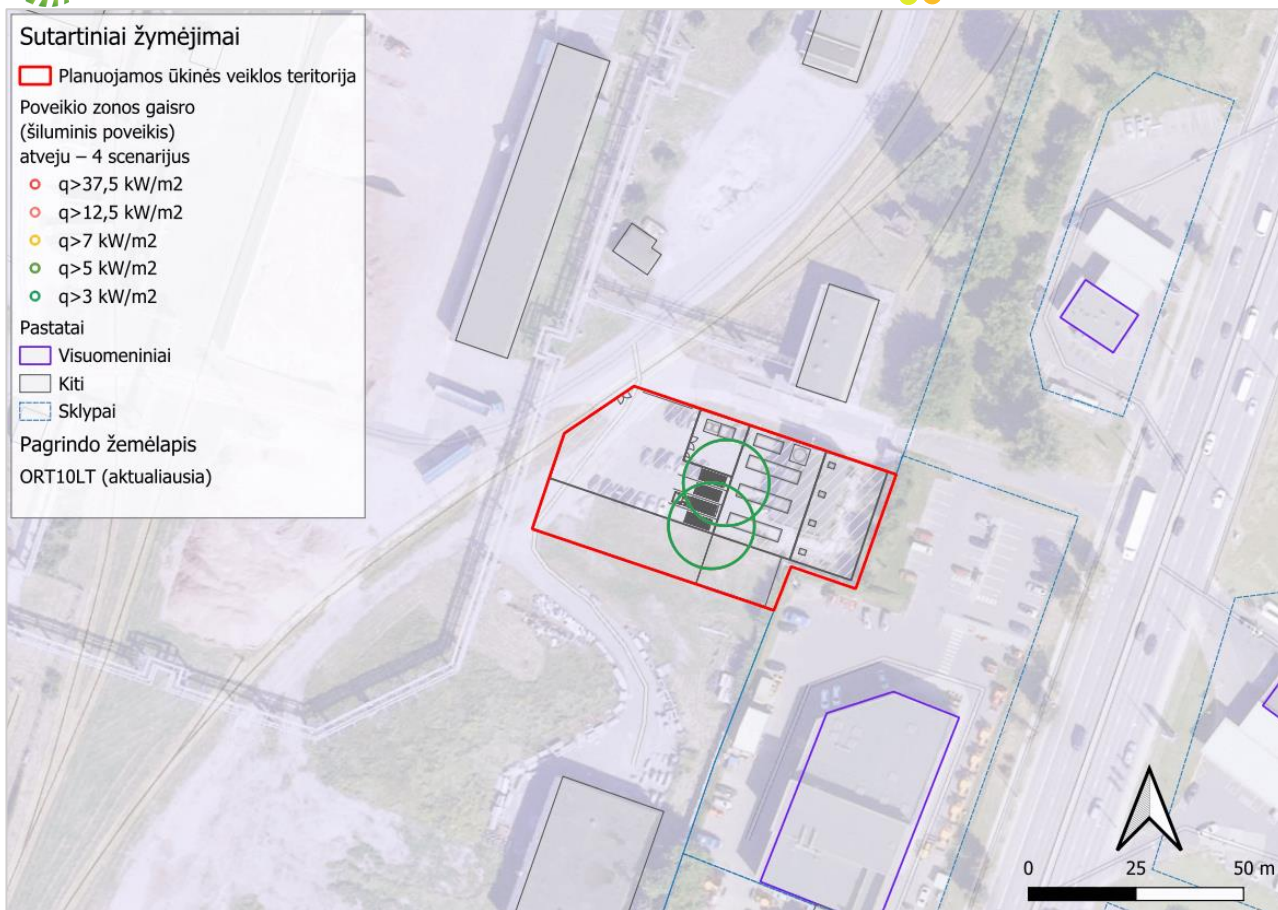 Sutartiniai žymėjimai
Planuojamos ūkinės veiklos teritorija
Poveikio zonos gaisro
(šiluminis poveikis)
atveju – 4 scenarijus
q>37,5 kW/m2
q>12,5 kW/m2
q>7 kW/m2
q>5 kW/m2
q>3 kW/m2
Pastatai
Visuomeniniai
Kiti
Sklypai
Pagrindo žemėlapis
ORT10LT (aktualiausia)
0 25 50 m